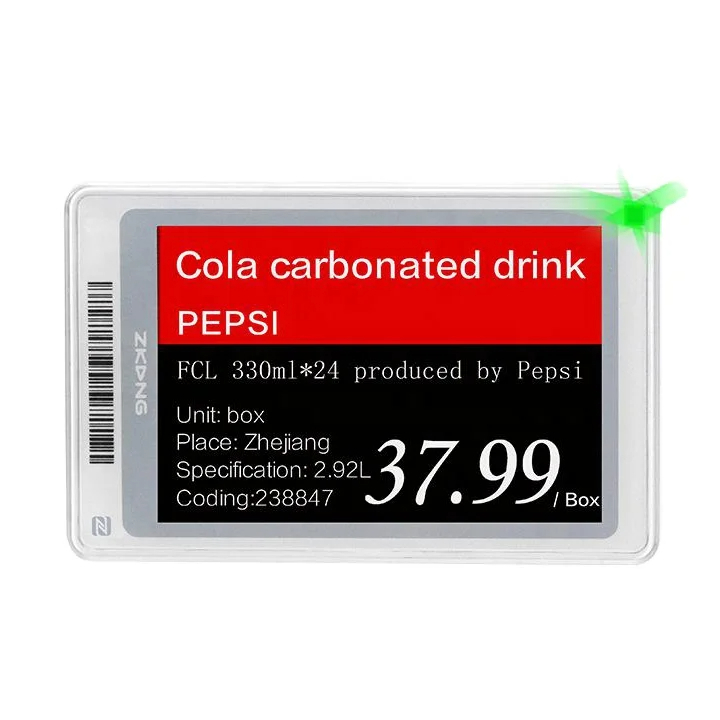 Cola carbonated drink
PEPSI
FCL 330ml*24 produced by Pepsi
Unit: box
Place: Zhejiang
Specification: 2.92L
Coding:238847
37.99 / Box
ZKANG